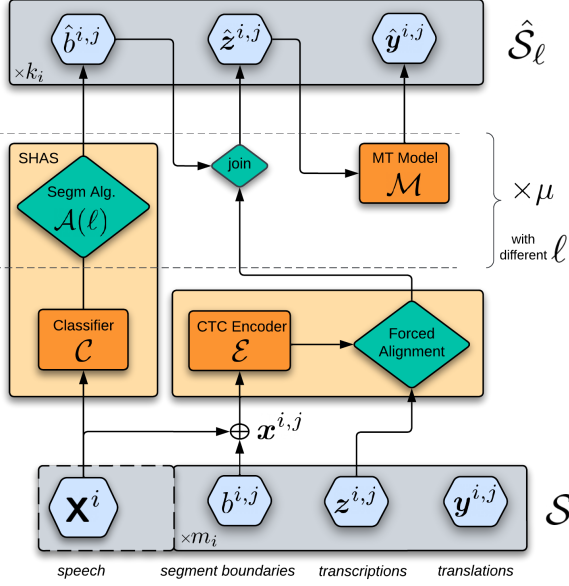 b̂^{i,j} ẑ^{i,j} ŷ^{i,j} Ŝ_ℓ
×k_i
SHAS
join
MT Model
M
Segm Alg.
A(ℓ)
×μ
with
different ℓ
Classifier
C
CTC Encoder
E
Forced
Alignment
x^{i,j}
X^i b^{i,j} z^{i,j} y^{i,j} S
×m_i
speech segment boundaries transcriptions translations